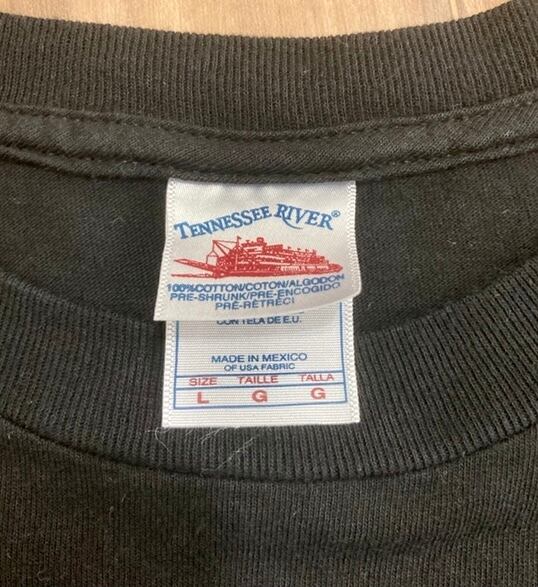 TENNESSEE RIVER®
100%COTTON/COTON/ALGODON
PRE-SHRUNK/PRE-ENCOGIDO
PRÉ-RÉTRÉCI
CON TELA DE E.U.
MADE IN MEXICO
OF USA FABRIC
SIZE TAILLE TALLA
L G G